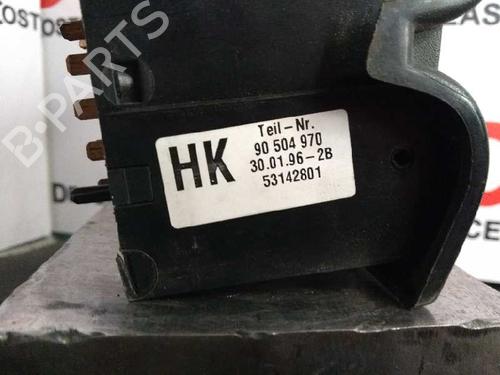 Teil-Nr.
HK
90 504 970
30.01.96-2B
53142801
B-PARTS